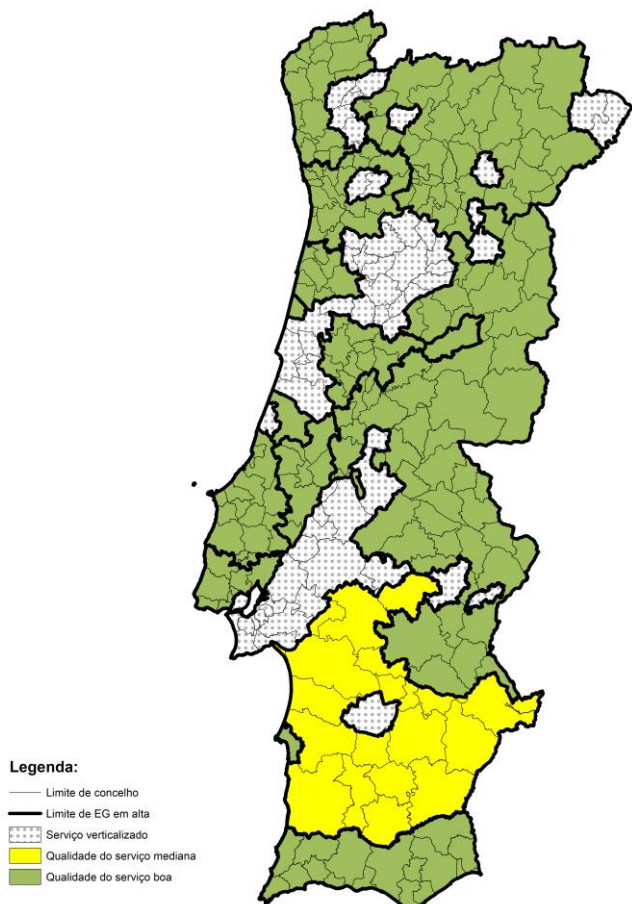 Legenda:
Limite de concelho
Limite de EG em alta
Serviço verticalizado
Qualidade do serviço mediana
Qualidade do serviço boa